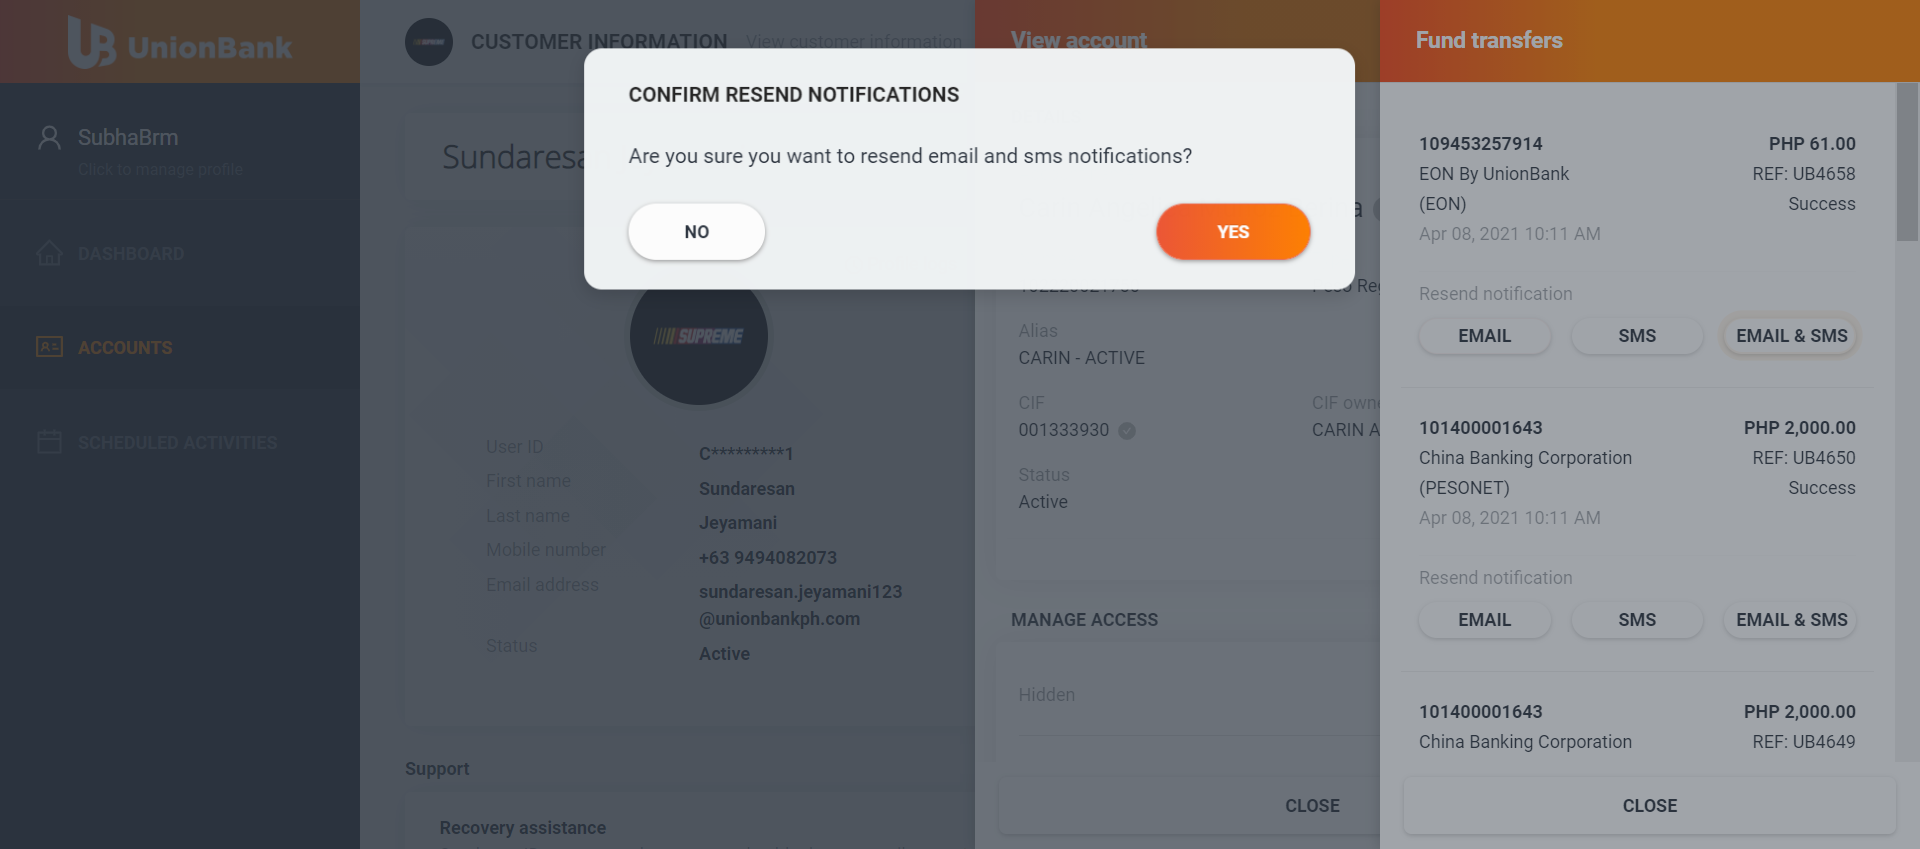 UnionBank
SubhaBrm
Click to manage profile
DASHBOARD
ACCOUNTS
SCHEDULED ACTIVITIES
SUPREME
CUSTOMER INFORMATION
View customer information
CONFIRM RESEND NOTIFICATIONS
Are you sure you want to resend email and sms notifications?
NO
YES
SUPREME
User ID
C*********1
First name
Sundaresan
Last name
Jeyamani
Mobile number
+63 9494082073
Email address
sundaresan.jeyamani123
@unionbankph.com
Status
Active
Support
Recovery assistance
View account
Alias
CARIN - ACTIVE
CIF
CIF owne
001333930
CARIN A
Status
Active
MANAGE ACCESS
Hidden
CLOSE
Fund transfers
109453257914
PHP 61.00
EON By UnionBank
REF: UB4658
(EON)
Success
Apr 08, 2021 10:11 AM
Resend notification
EMAIL
SMS
EMAIL & SMS
101400001643
PHP 2,000.00
China Banking Corporation
REF: UB4650
(PESONET)
Success
Apr 08, 2021 10:11 AM
Resend notification
EMAIL
SMS
EMAIL & SMS
101400001643
PHP 2,000.00
China Banking Corporation
REF: UB4649
CLOSE